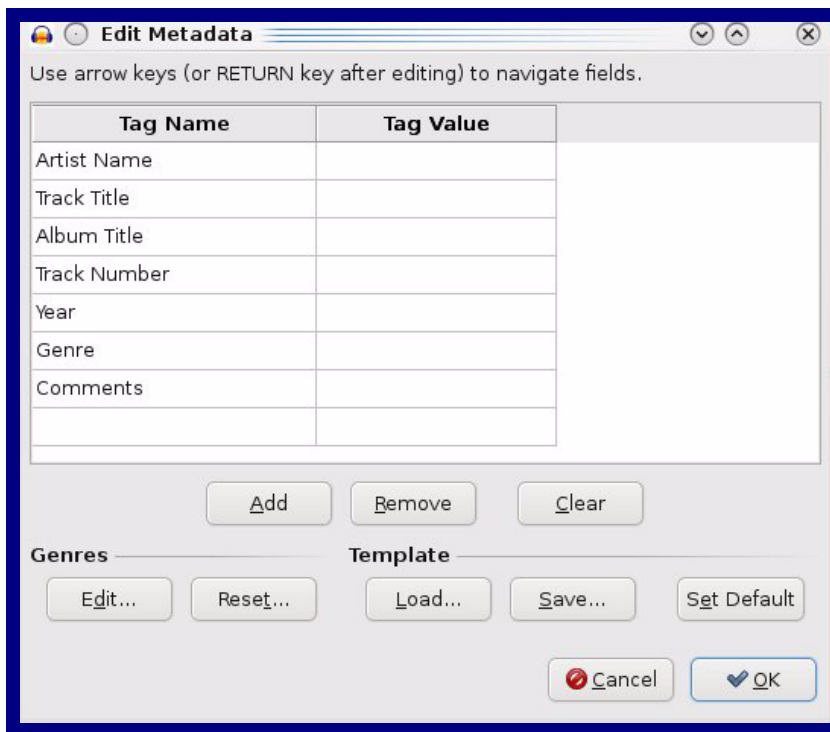 Edit Metadata
Use arrow keys (or RETURN key after editing) to navigate fields.
Tag Name Tag Value
Artist Name
Track Title
Album Title
Track Number
Year
Genre
Comments
Add Remove Clear
Genres Template
Edit... Reset... Load... Save... Set Default
Cancel OK